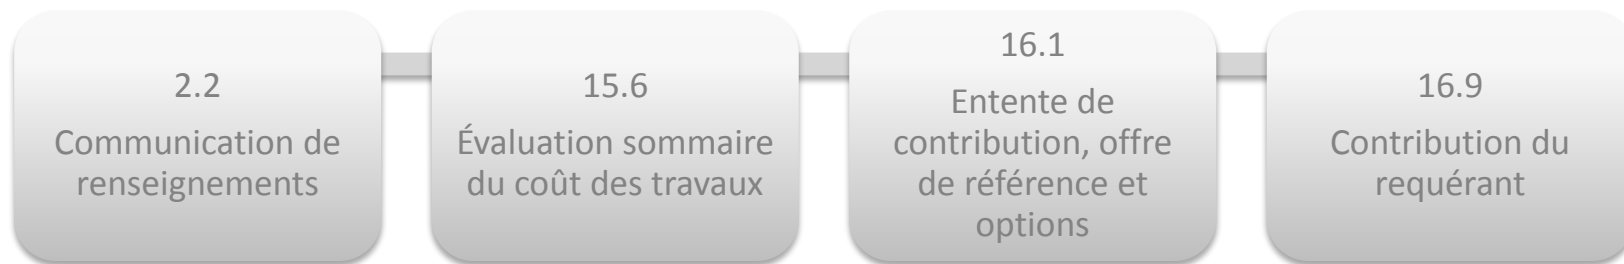 2.2
Communication de
renseignements
15.6
Évaluation sommaire
du coût des travaux
16.1
Entente de
contribution, offre
de référence et
options
16.9
Contribution du
requérant